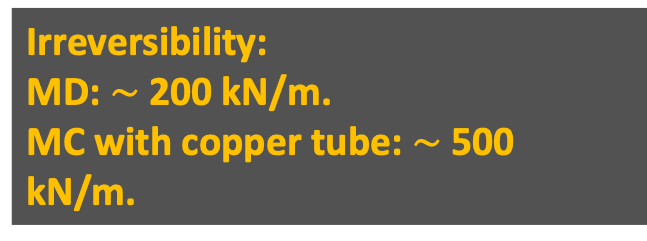 Irreversibility:
MD: ~ 200 kN/m.
MC with copper tube: ~ 500
kN/m.